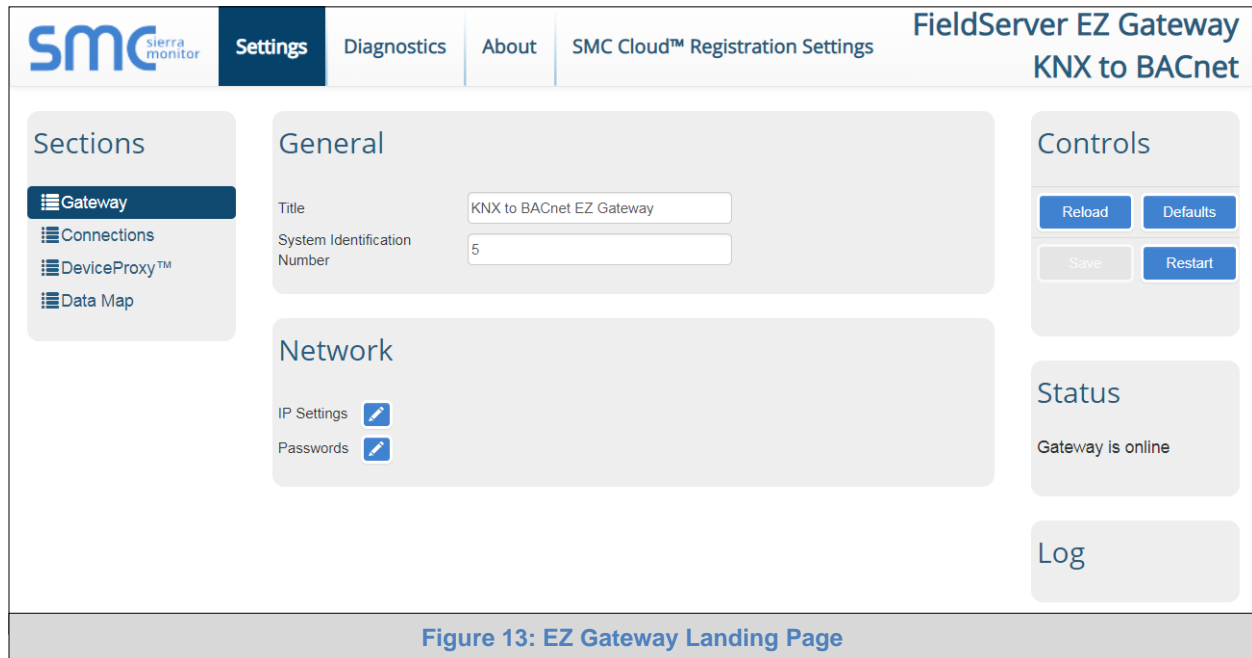 SMC sierra monitor
Settings
Diagnostics
About
SMC Cloud™ Registration Settings
FieldServer EZ Gateway
KNX to BACnet
Sections
Gateway
Connections
DeviceProxy™
Data Map
General
Title
KNX to BACnet EZ Gateway
System Identification
Number
5
Network
IP Settings
Passwords
Controls
Reload
Defaults
Save
Restart
Status
Gateway is online
Log
Figure 13: EZ Gateway Landing Page